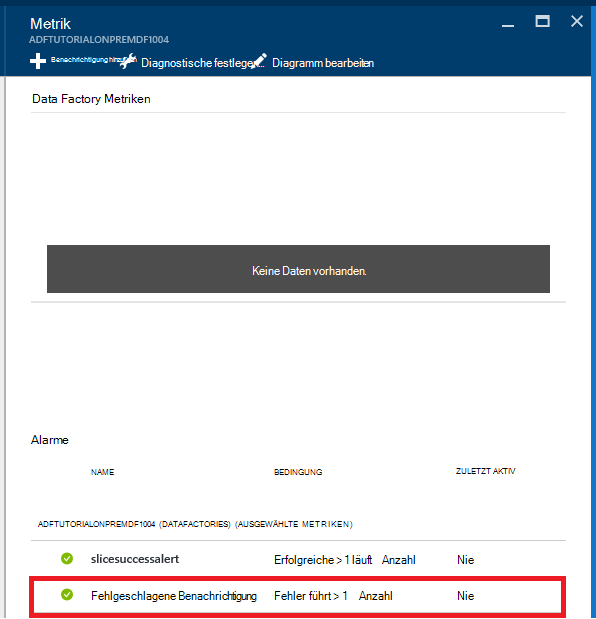 Metrik
ADFTUTORIALONPREMDF1004
Benachrichtigung hinzufügen Diagnostische festlegen... Diagramm bearbeiten
Data Factory Metriken
Keine Daten vorhanden.
Alarme
NAME BEDINGUNG ZULETZT AKTIV
ADFTUTORIALONPREMDF1004 (DATAFACTORIES) (AUSGEWÄHLTE METRIKEN)
slicesuccessalert Erfolgreiche > 1 läuft Anzahl Nie
Fehlgeschlagene Benachrichtigung Fehler führt > 1 Anzahl Nie